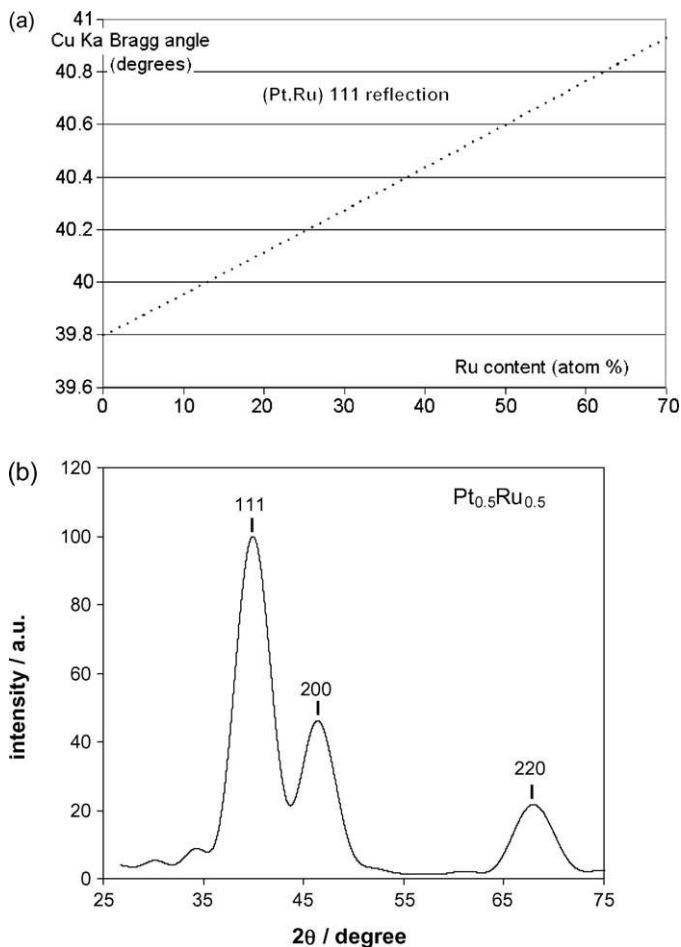 (a)
41
Cu Ka Bragg angle
(degrees)
40.8
(Pt.Ru) 111 reflection
40.6
40.4
40.2
40
39.8
Ru content (atom %)
39.6
0 10 20 30 40 50 60 70
(b)
120
Pt0.5Ru0.5
111
100
80
60
200
40
220
20
0
25 35 45 55 65 75
intensity / a.u.
2θ / degree